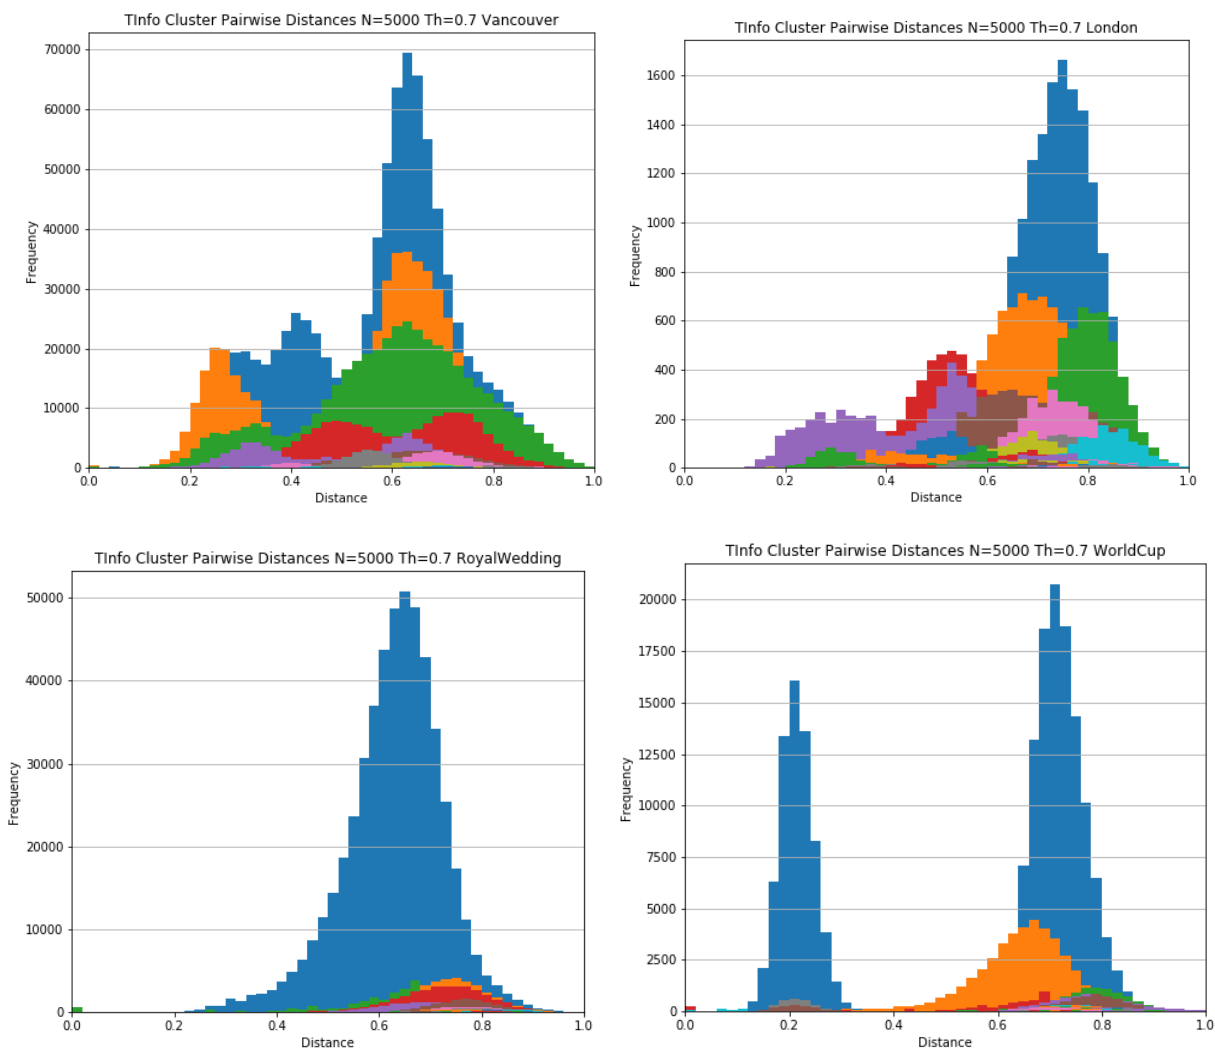 TInfo Cluster Pairwise Distances N=5000 Th=0.7 Vancouver
70000
60000
50000
40000
30000
20000
10000
0
Frequency
0.0 0.2 0.4 0.6 0.8 1.0
Distance
TInfo Cluster Pairwise Distances N=5000 Th=0.7 London
1600
1400
1200
1000
800
600
400
200
0
Frequency
0.0 0.2 0.4 0.6 0.8 1.0
Distance
TInfo Cluster Pairwise Distances N=5000 Th=0.7 RoyalWedding
50000
40000
30000
20000
10000
0
Frequency
0.0 0.2 0.4 0.6 0.8 1.0
Distance
TInfo Cluster Pairwise Distances N=5000 Th=0.7 WorldCup
20000
17500
15000
12500
10000
7500
5000
2500
0
Frequency
0.0 0.2 0.4 0.6 0.8 1.0
Distance